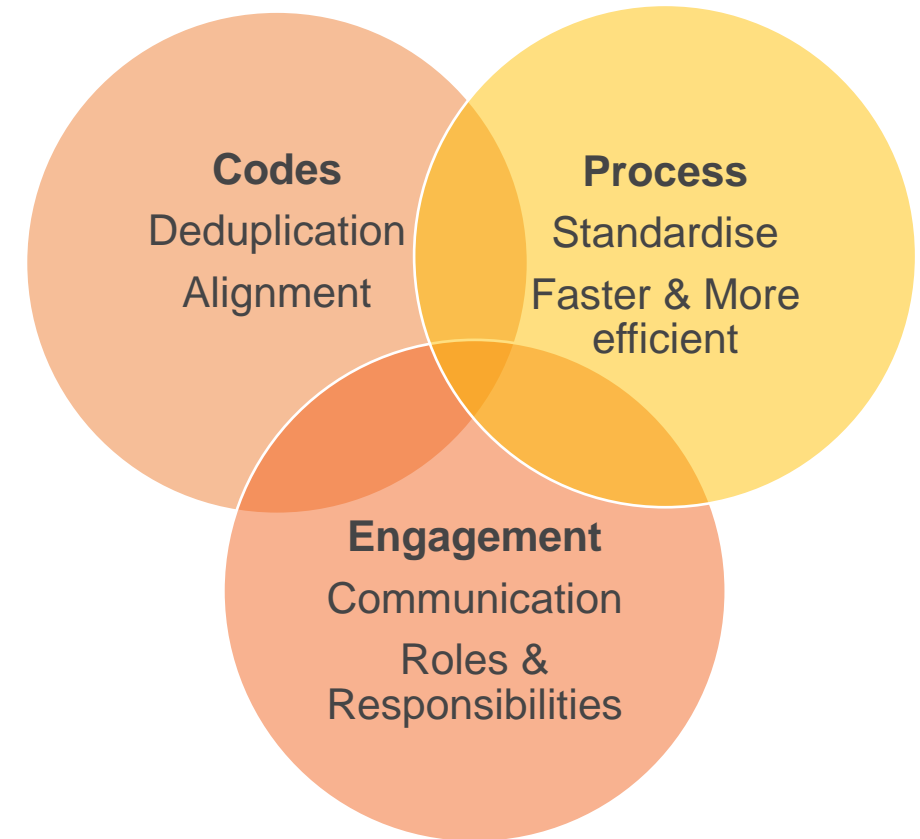 Codes
Deduplication
Alignment
Process
Standardise
Faster & More
efficient
Engagement
Communication
Roles &
Responsibilities